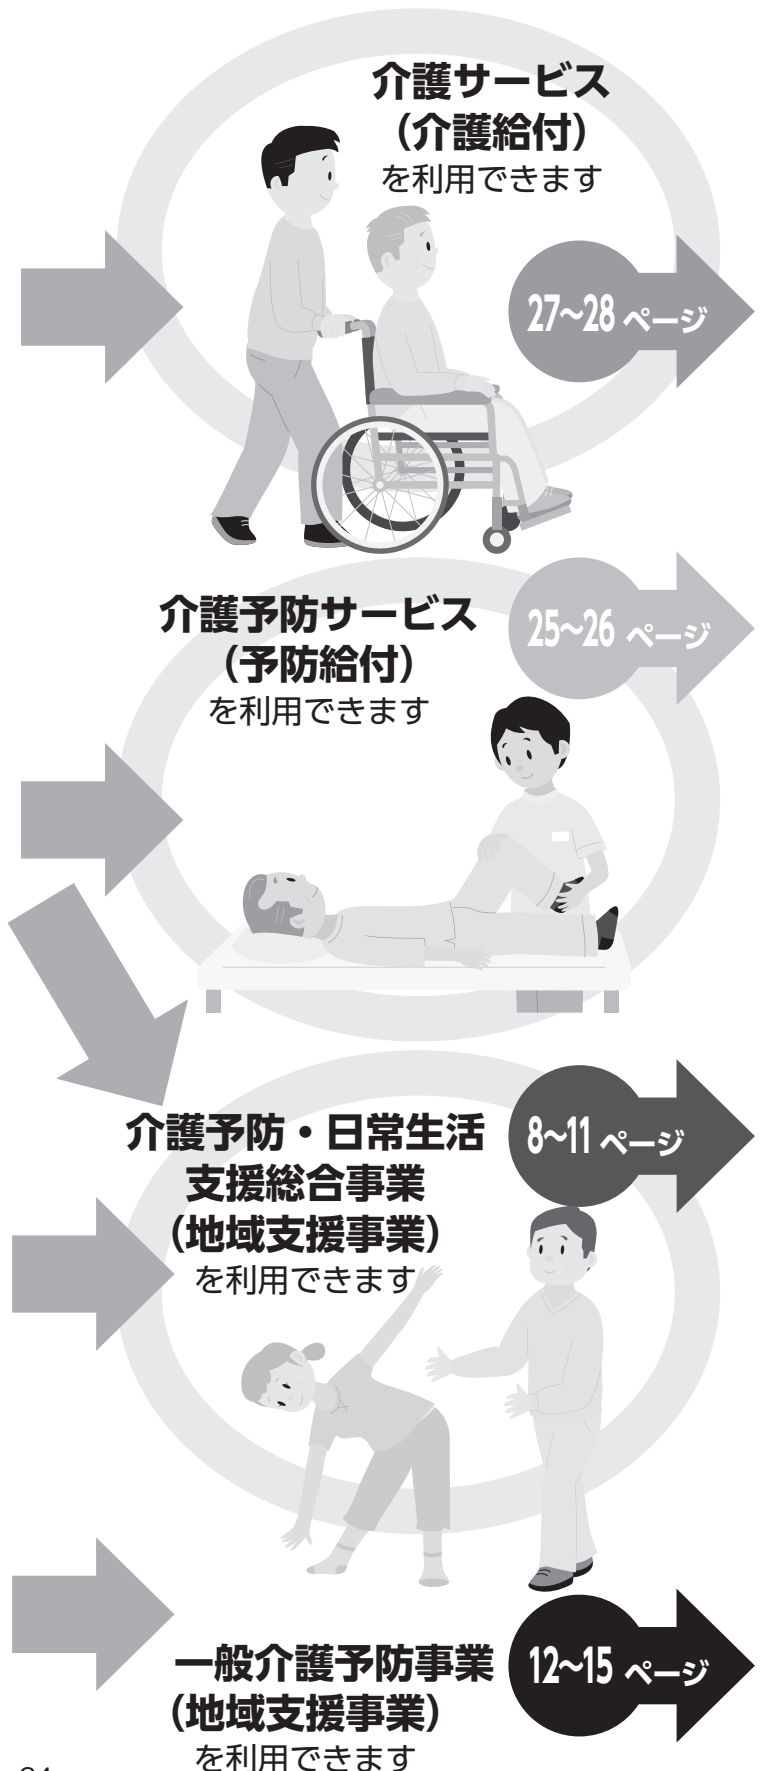 介護サービス
（介護給付）
を利用できます
27〜28 ページ
介護予防サービス
（予防給付）
を利用できます
25〜26 ページ
介護予防・日常生活
支援総合事業
（地域支援事業）
を利用できます
8〜11 ページ
一般介護予防事業
（地域支援事業）
を利用できます
12〜15 ページ